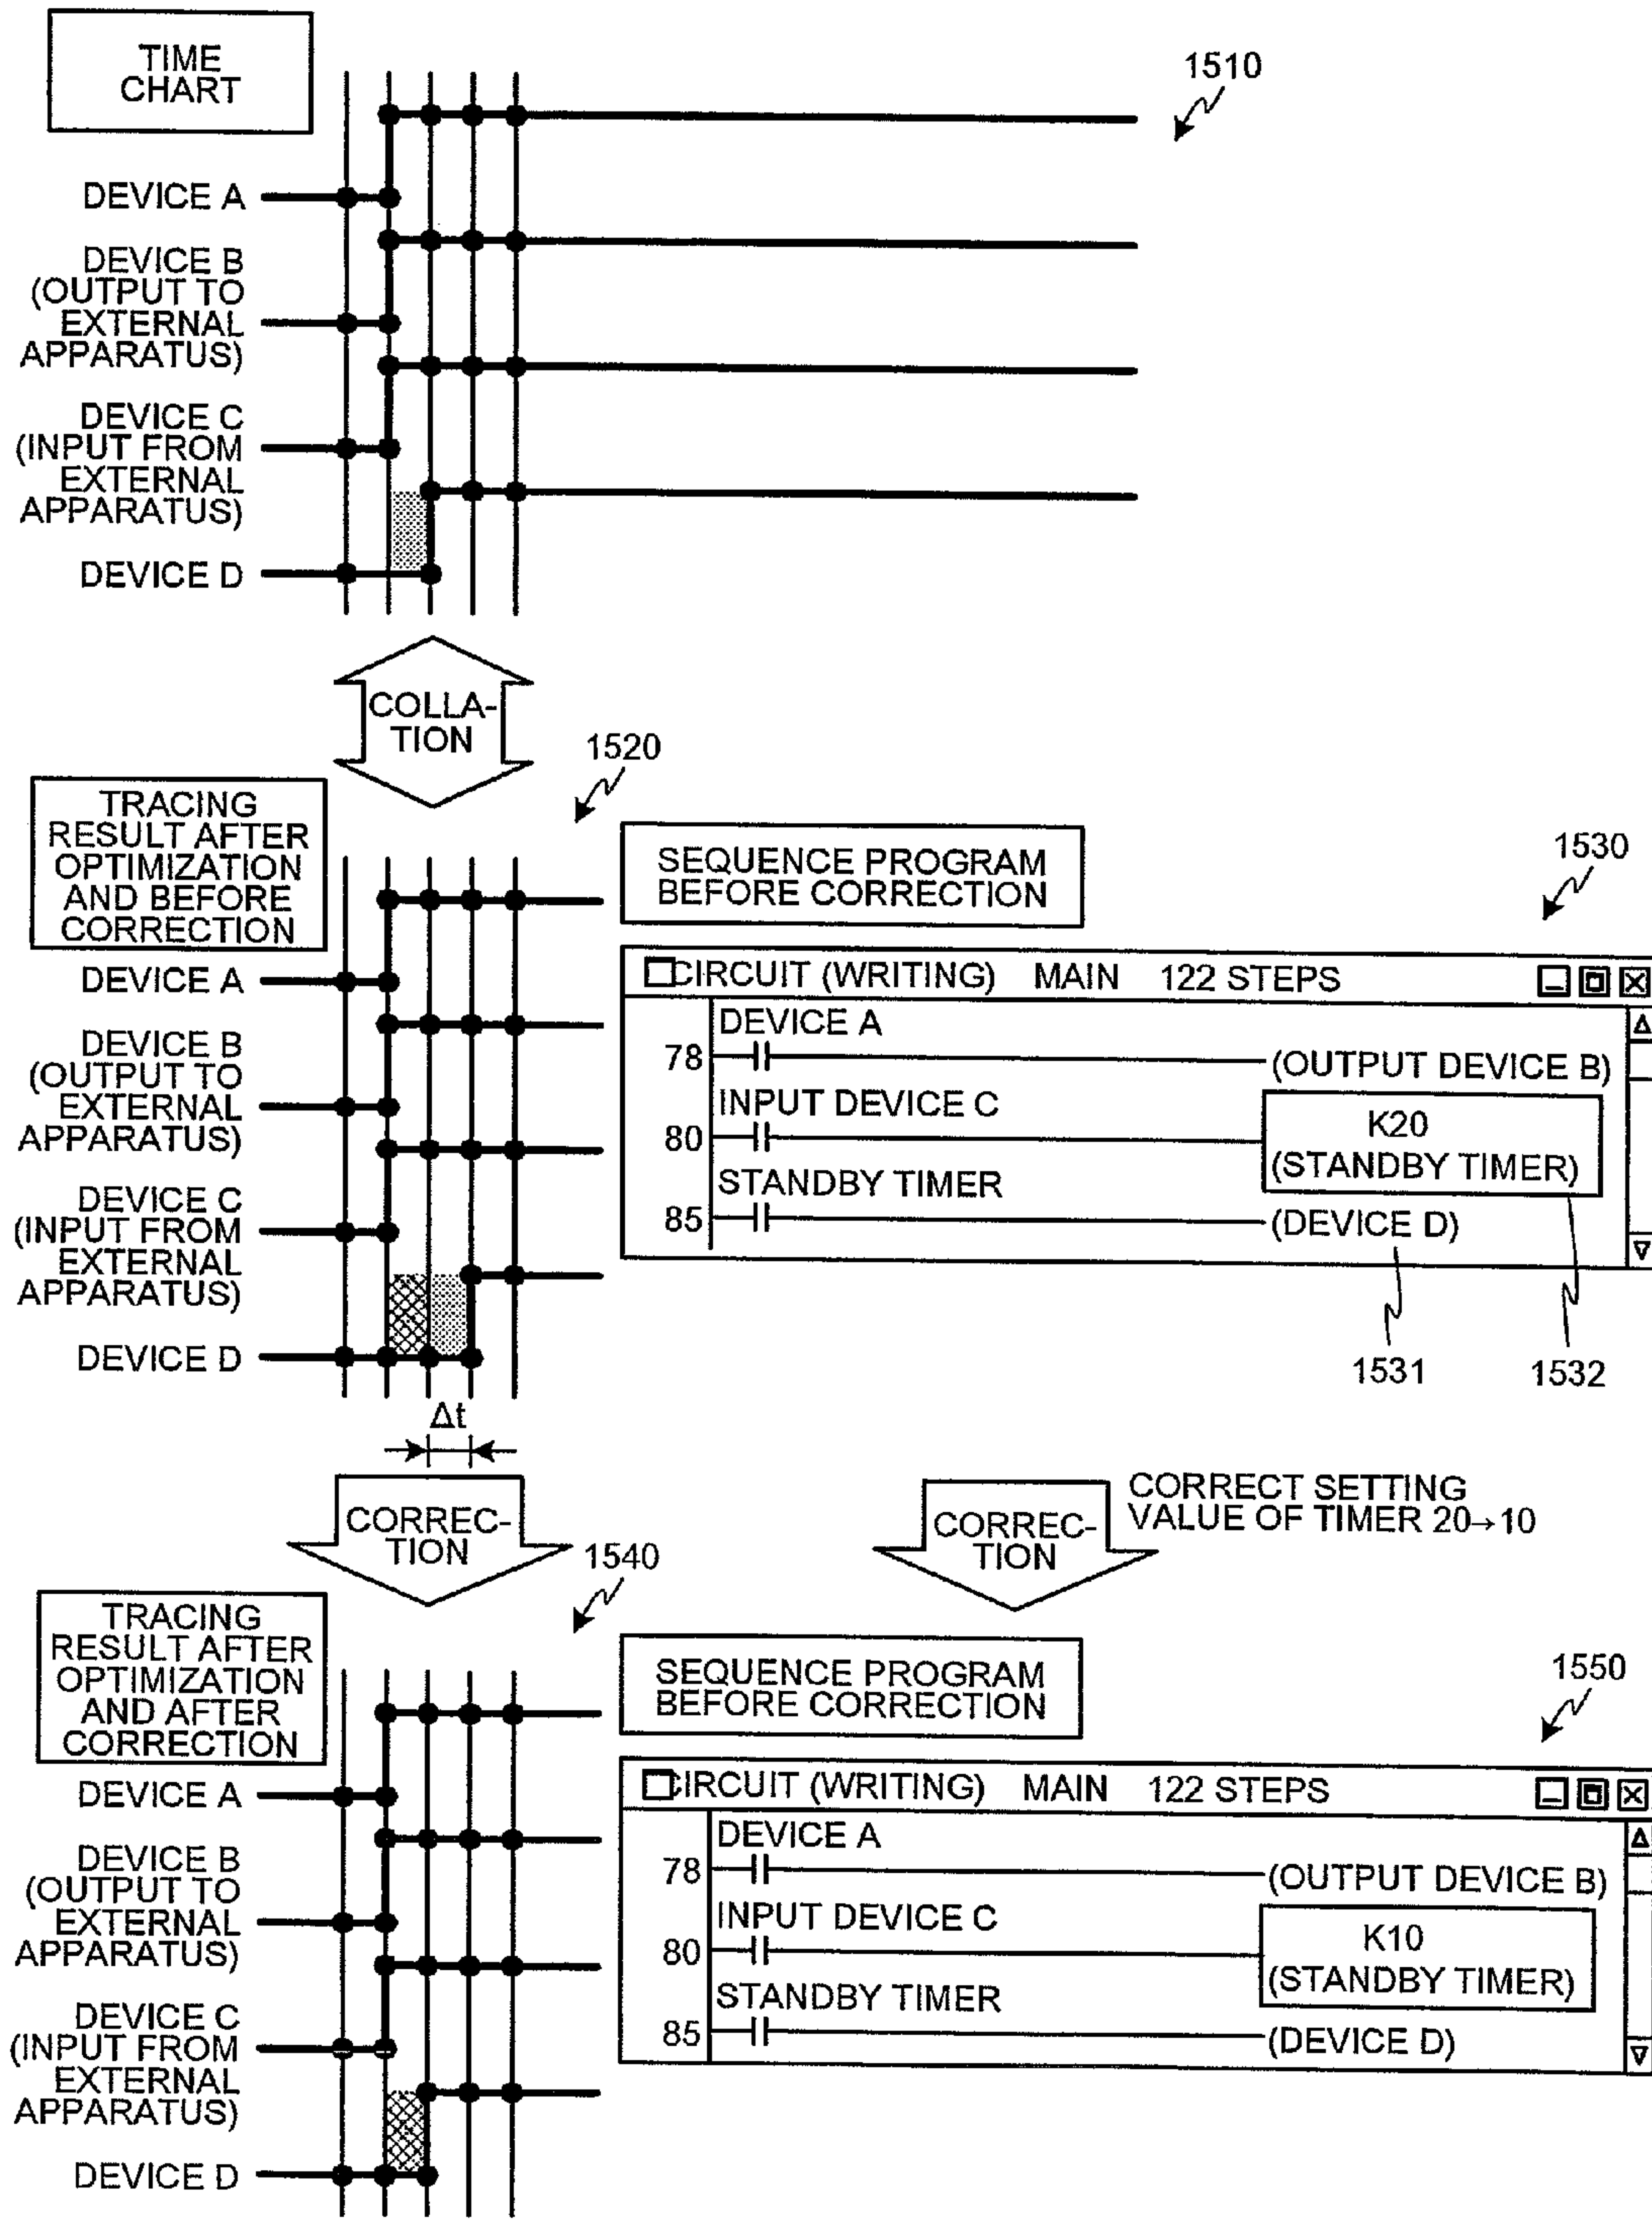 TIME
CHART
1510
DEVICE A
DEVICE B
(OUTPUT TO
EXTERNAL
APPARATUS)
DEVICE C
(INPUT FROM
EXTERNAL
APPARATUS)
DEVICE D
COLLA-
TION
1520
TRACING
RESULT AFTER
OPTIMIZATION
AND BEFORE
CORRECTION
DEVICE A
DEVICE B
(OUTPUT TO
EXTERNAL
APPARATUS)
DEVICE C
(INPUT FROM
EXTERNAL
APPARATUS)
DEVICE D
Δt
SEQUENCE PROGRAM
BEFORE CORRECTION
1530
CIRCUIT (WRITING) MAIN 122 STEPS
DEVICE A
78 (OUTPUT DEVICE B)
INPUT DEVICE C
K20
80
(STANDBY TIMER)
STANDBY TIMER
85 (DEVICE D)
1531
1532
CORREC-
TION
CORREC-
TION
CORRECT SETTING
VALUE OF TIMER 20→10
1540
TRACING
RESULT AFTER
OPTIMIZATION
AND AFTER
CORRECTION
DEVICE A
DEVICE B
(OUTPUT TO
EXTERNAL
APPARATUS)
DEVICE C
(INPUT FROM
EXTERNAL
APPARATUS)
DEVICE D
SEQUENCE PROGRAM
BEFORE CORRECTION
1550
CIRCUIT (WRITING) MAIN 122 STEPS
DEVICE A
78 (OUTPUT DEVICE B)
INPUT DEVICE C
K10
80
(STANDBY TIMER)
STANDBY TIMER
85 (DEVICE D)